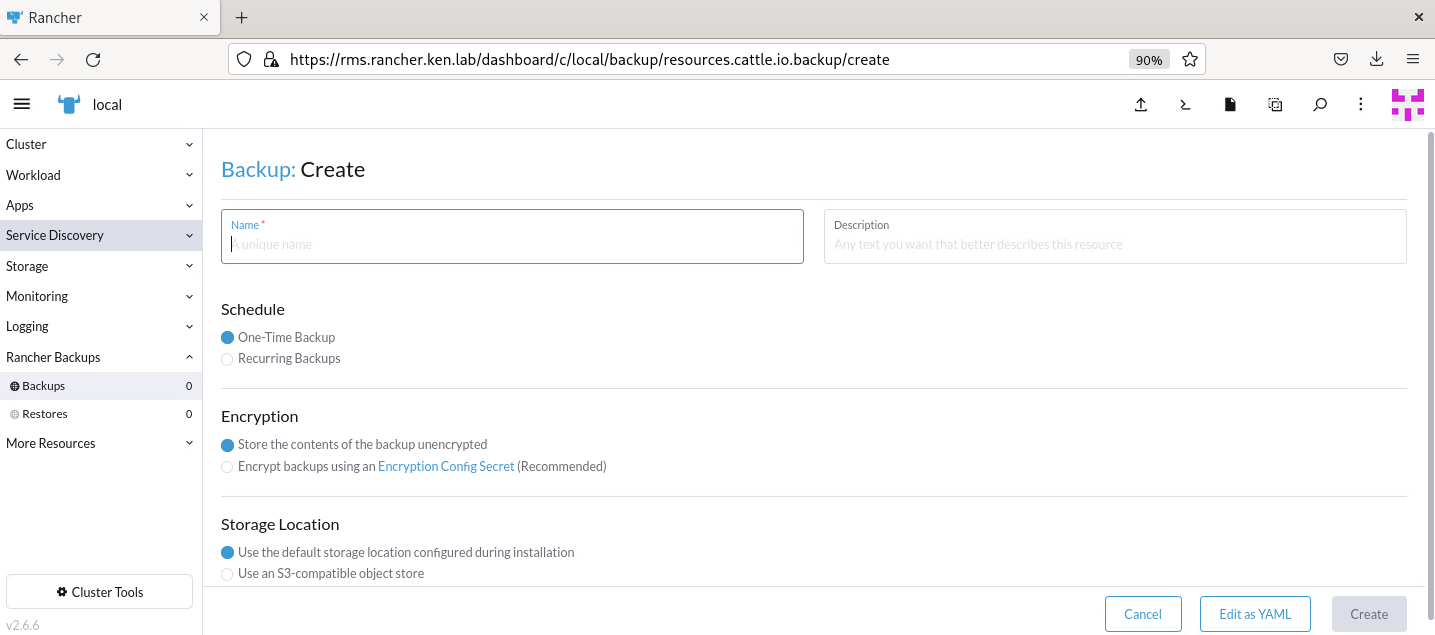 Rancher
https://rms.rancher.ken.lab/dashboard/c/local/backup/resources.cattle.io.backup/create 90%
local
Cluster
Workload
Apps
Service Discovery
Storage
Monitoring
Logging
Rancher Backups
Backups 0
Restores 0
More Resources
Cluster Tools
v2.6.6
Backup: Create
Name *
A unique name
Description
Any text you want that better describes this resource
Schedule
One-Time Backup
Recurring Backups
Encryption
Store the contents of the backup unencrypted
Encrypt backups using an Encryption Config Secret (Recommended)
Storage Location
Use the default storage location configured during installation
Use an S3-compatible object store
Cancel Edit as YAML Create